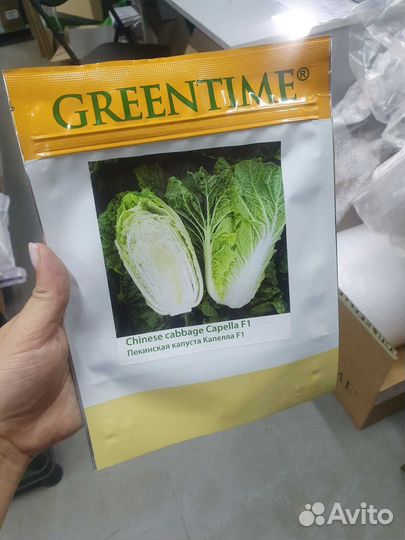 GREENTIME®
Chinese cabbage Capella F1
Пекинская капуста Капелла F1
Avito